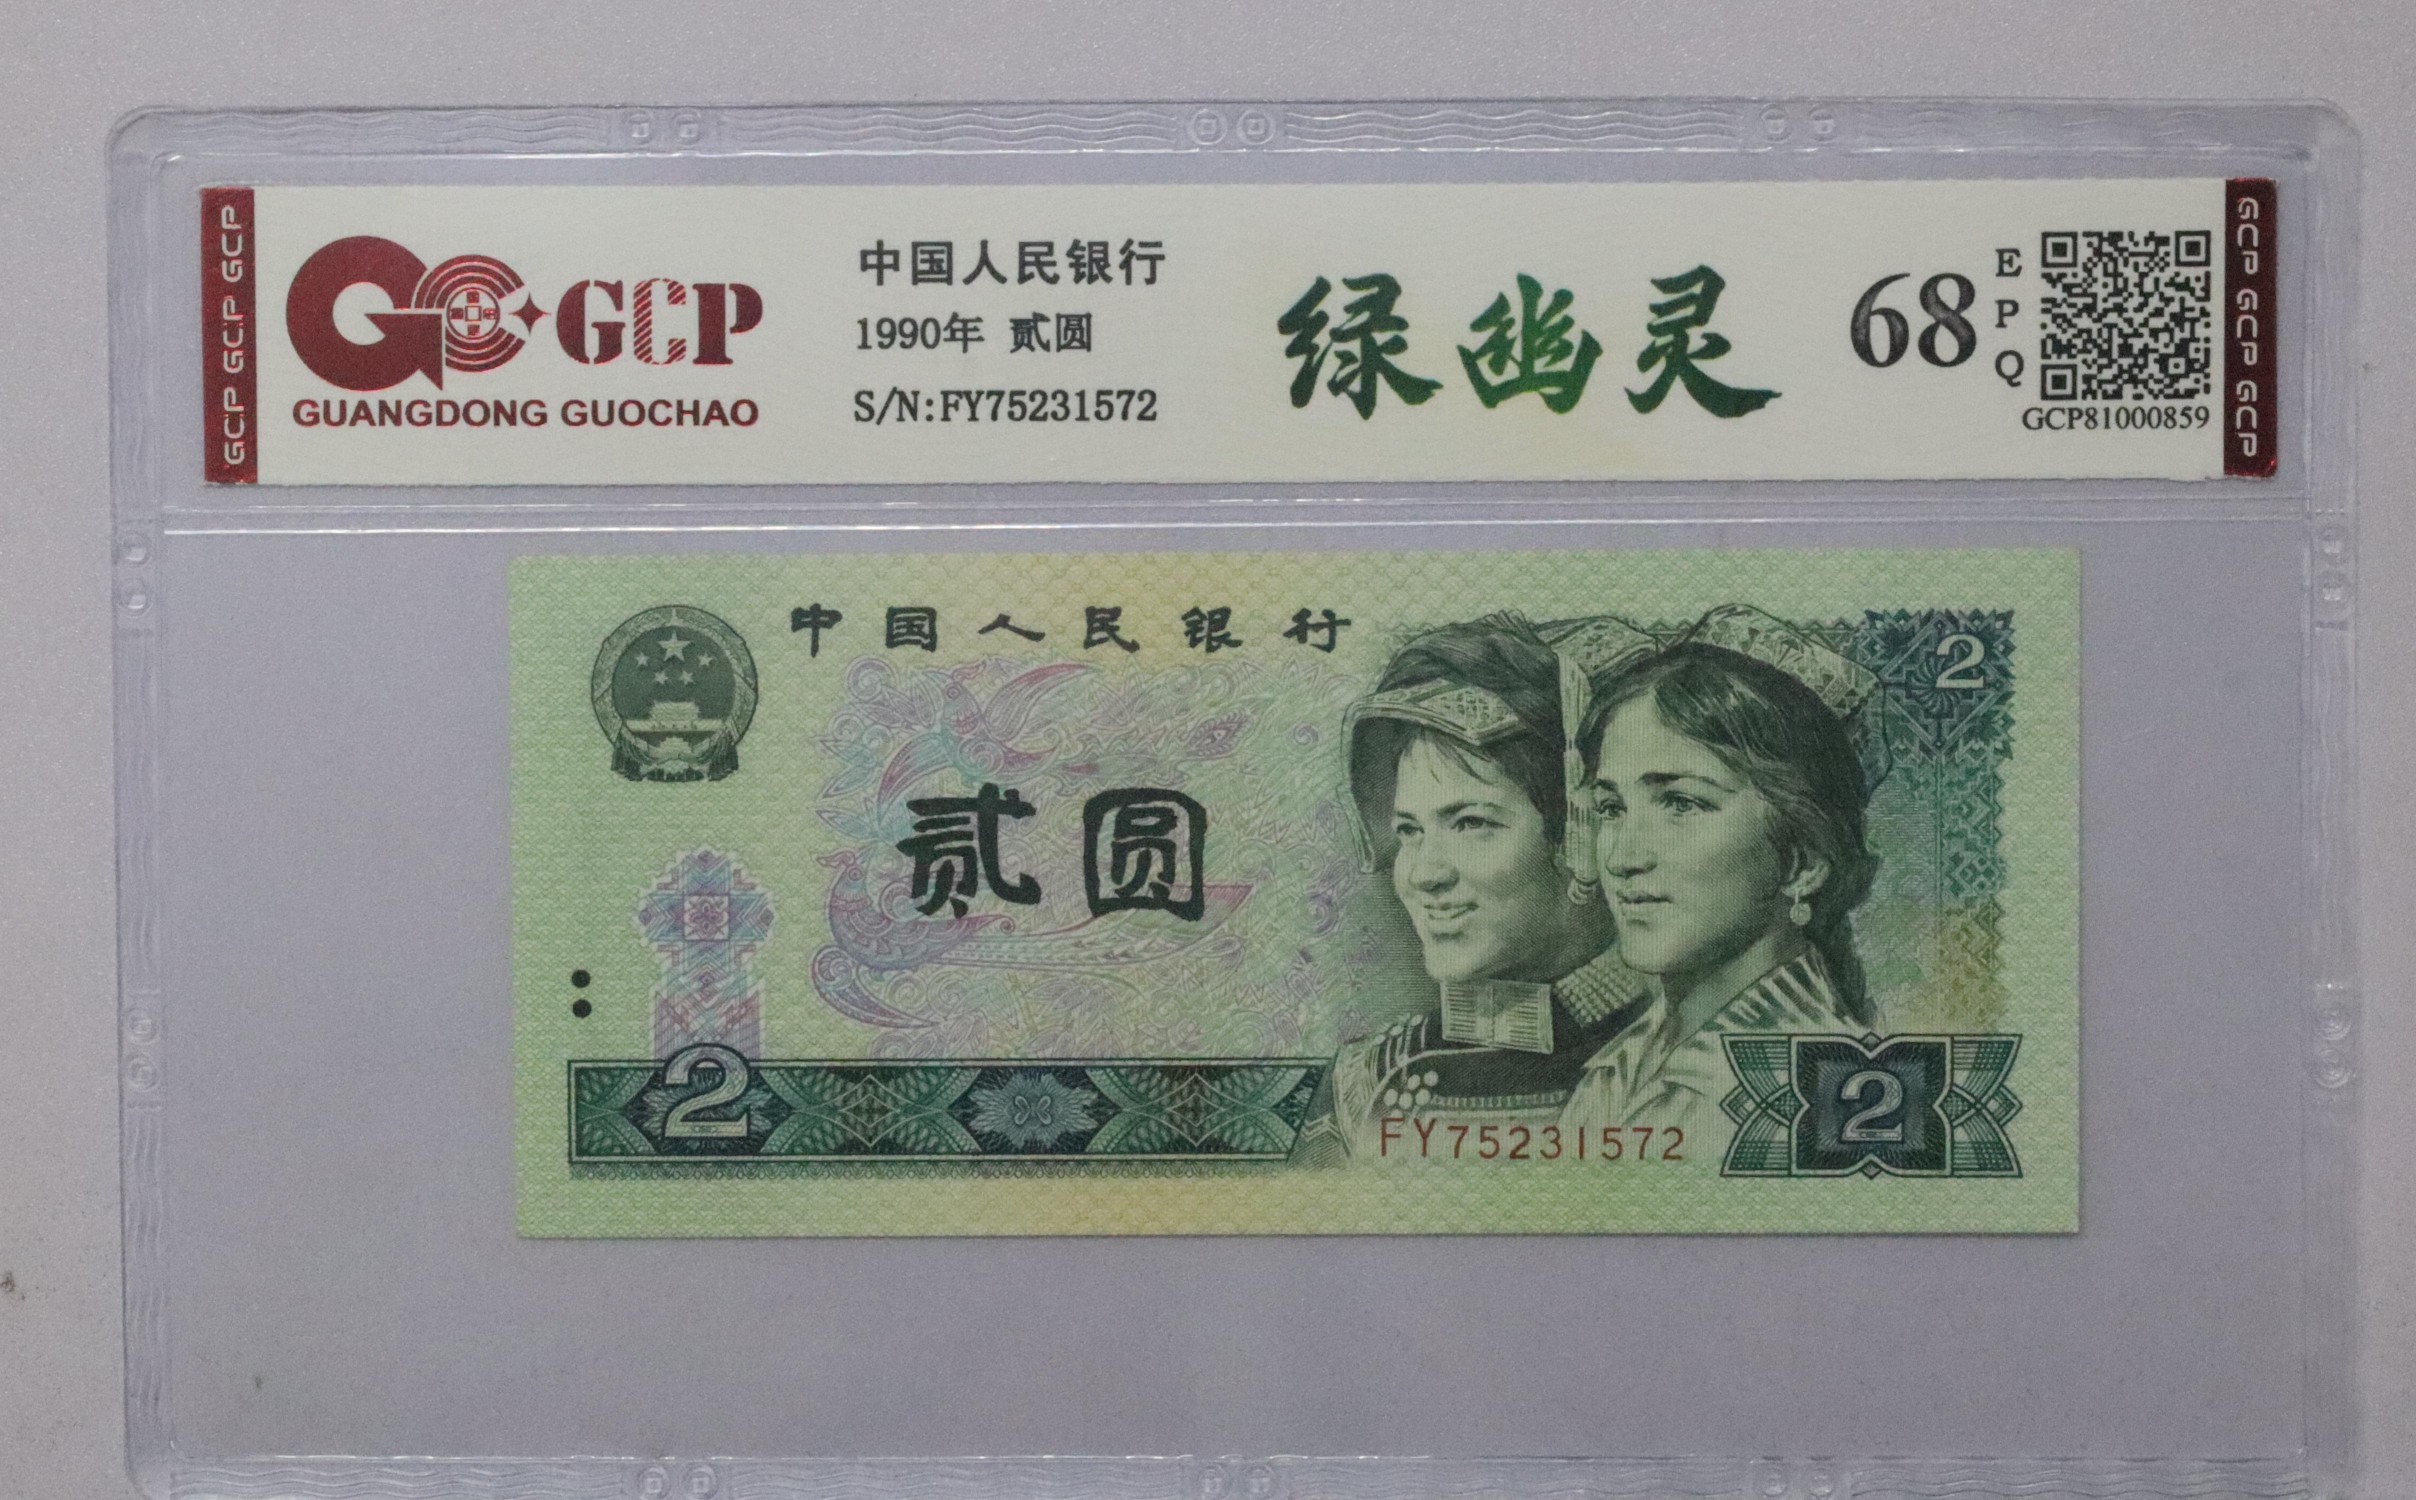 GCP GCP GCP
GCP
GUANGDONG GUOCHAO
中国人民银行
1990年 贰圆
S/N:FY75231572
绿幽灵
68
EPQ
GCP81000859
GCP GCP GCP
中国人民银行
2
贰圆
2
FY75231572
2